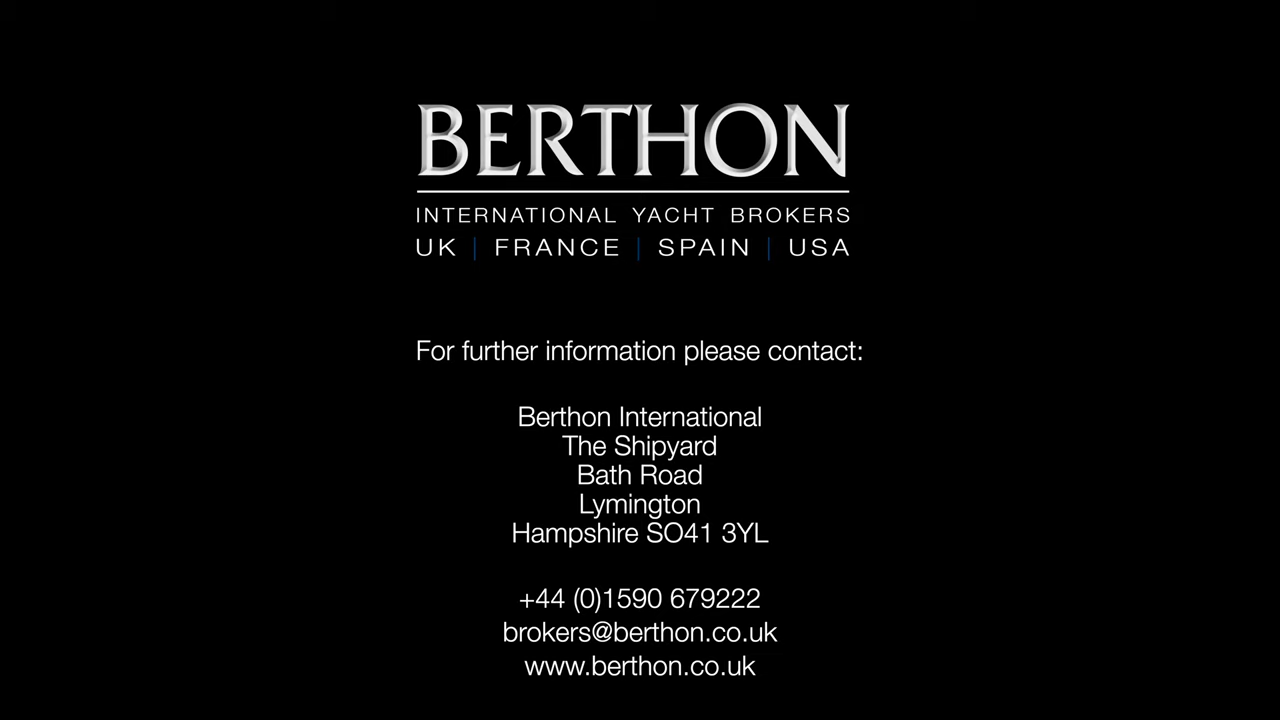 BERTHON
INTERNATIONAL YACHT BROKERS
UK | FRANCE | SPAIN | USA
For further information please contact:
Berthon International
The Shipyard
Bath Road
Lymington
Hampshire SO41 3YL
+44 (0)1590 679222
brokers@berthon.co.uk
www.berthon.co.uk